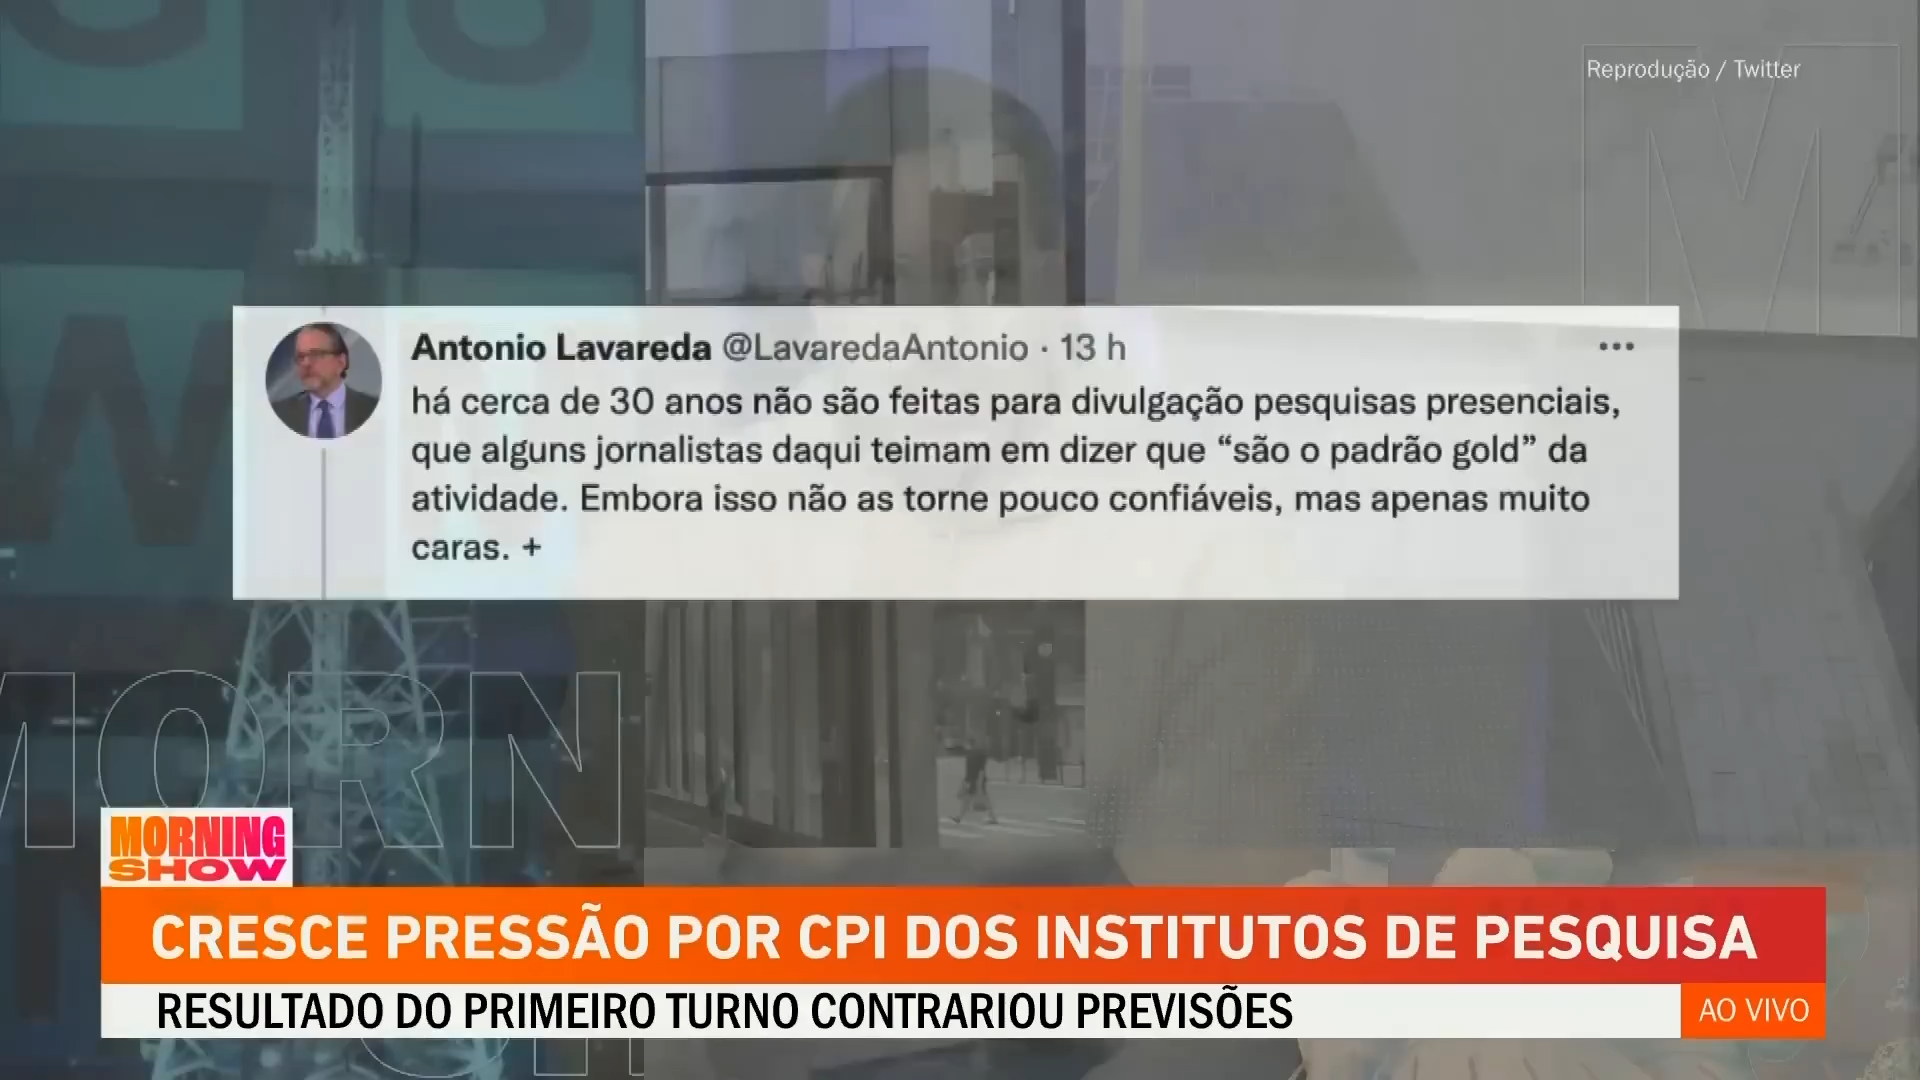 Reprodução / Twitter
Antonio Lavareda @LavaredaAntonio · 13 h
há cerca de 30 anos não são feitas para divulgação pesquisas presenciais,
que alguns jornalistas daqui teimam em dizer que “são o padrão gold” da
atividade. Embora isso não as torne pouco confiáveis, mas apenas muito
caras. +
MORN
MORNING
SHOW
CRESCE PRESSÃO POR CPI DOS INSTITUTOS DE PESQUISA
RESULTADO DO PRIMEIRO TURNO CONTRARIOU PREVISÕES
AO VIVO